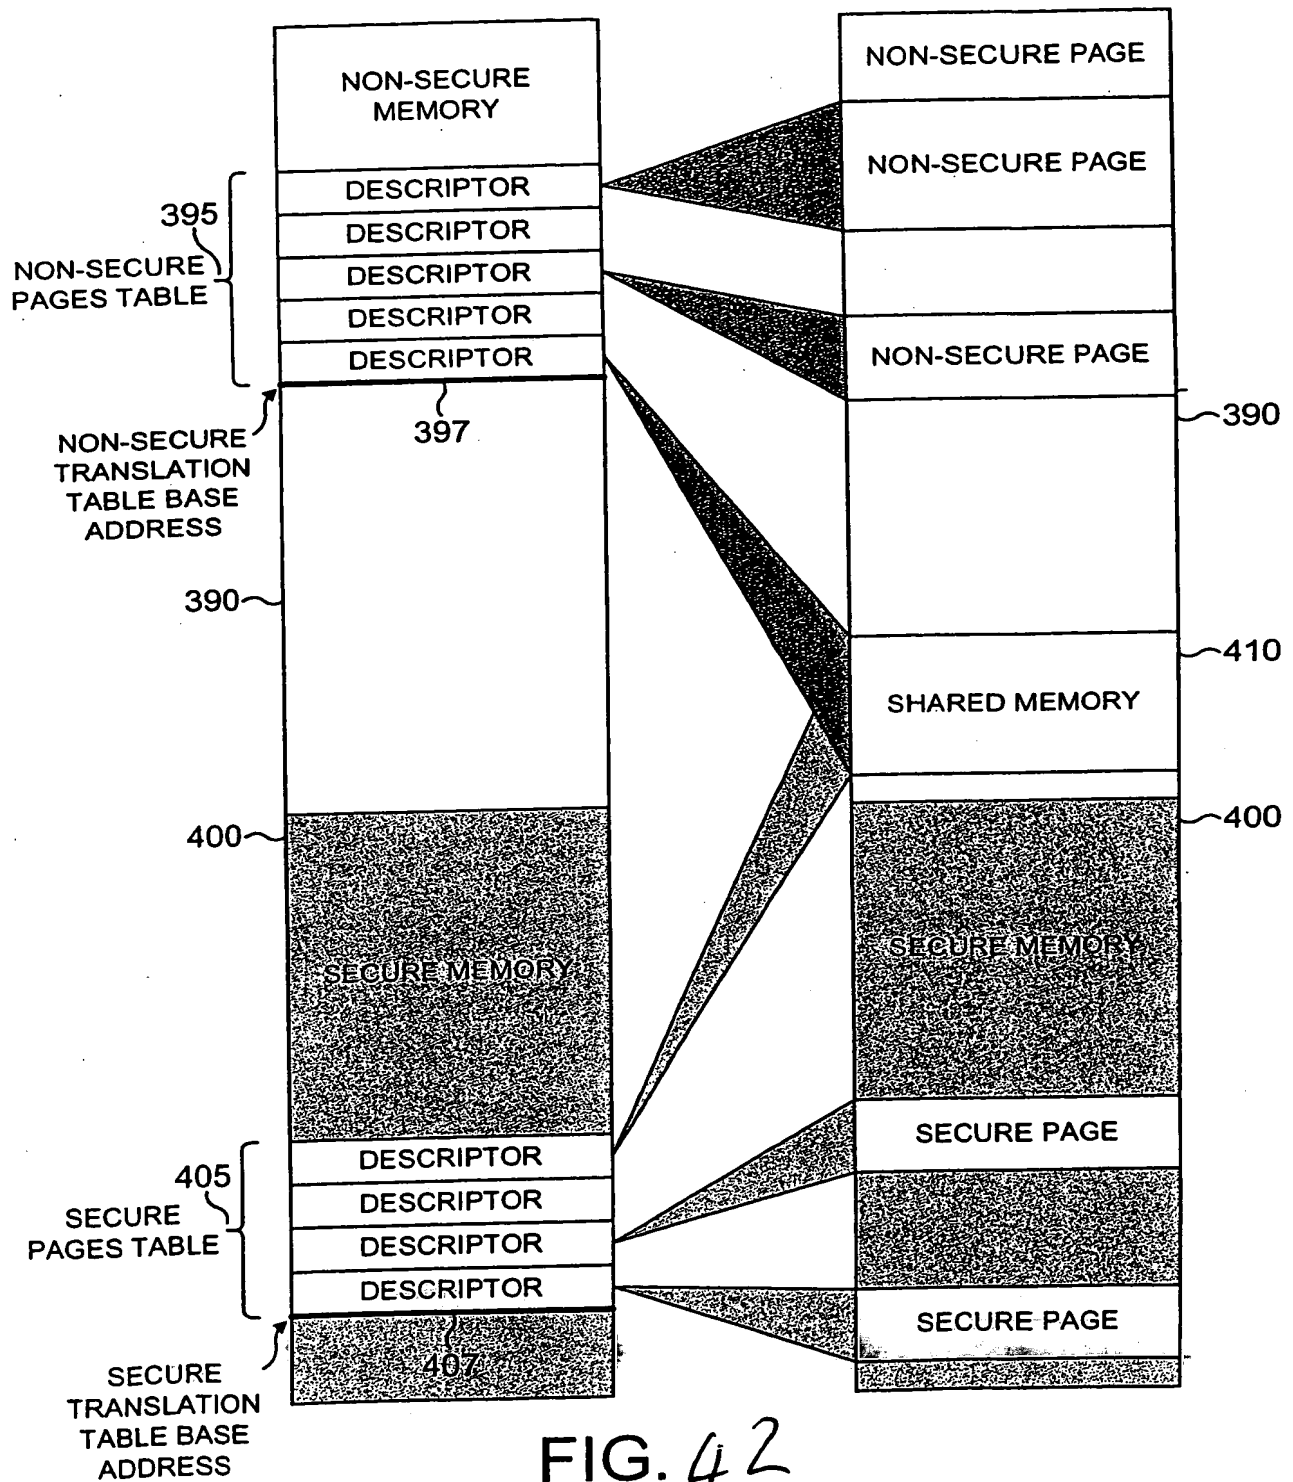 NON-SECURE
MEMORY
DESCRIPTOR
DESCRIPTOR
DESCRIPTOR
DESCRIPTOR
DESCRIPTOR
395
NON-SECURE
PAGES TABLE
397
NON-SECURE
TRANSLATION
TABLE BASE
ADDRESS
390
400
SECURE MEMORY
DESCRIPTOR
DESCRIPTOR
DESCRIPTOR
DESCRIPTOR
405
SECURE
PAGES TABLE
407
SECURE
TRANSLATION
TABLE BASE
ADDRESS
NON-SECURE PAGE
NON-SECURE PAGE
NON-SECURE PAGE
390
410
SHARED MEMORY
400
SECURE MEMORY
SECURE PAGE
SECURE PAGE
FIG. 42